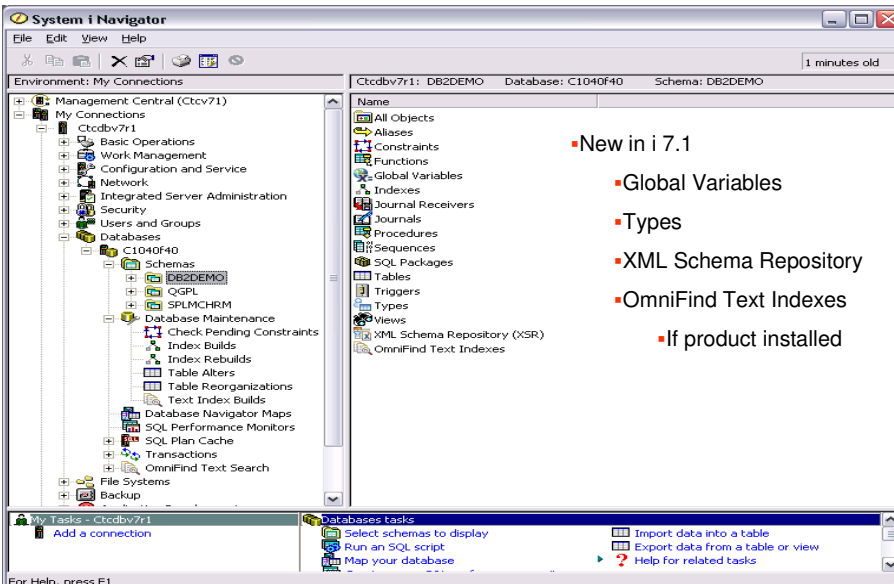 System i Navigator
File Edit View Help
1 minutes old
Environment: My Connections
Ctcdbv7r1: DB2DEMO Database: C1040F40 Schema: DB2DEMO
Management Central (Ctcv71)
My Connections
Ctcdbv7r1
Basic Operations
Work Management
Configuration and Service
Network
Integrated Server Administration
Security
Users and Groups
Databases
C1040F40
Schemas
DB2DEMO
QGPL
SPLMCHRM
Database Maintenance
Check Pending Constraints
Index Builds
Index Rebuilds
Table Alters
Table Reorganizations
Text Index Builds
Database Navigator Maps
SQL Performance Monitors
SQL Plan Cache
Transactions
OmniFind Text Search
File Systems
Backup
Name
All Objects
Aliases
Constraints
Functions
Global Variables
Indexes
Journal Receivers
Journals
Procedures
Sequences
SQL Packages
Tables
Triggers
Types
Views
XML Schema Repository (XSR)
OmniFind Text Indexes
▪New in i 7.1
▪Global Variables
▪Types
▪XML Schema Repository
▪OmniFind Text Indexes
▪If product installed
My Tasks - Ctcdbv7r1
Add a connection
Databases tasks
Select schemas to display
Run an SQL script
Map your database
Import data into a table
Export data from a table or view
Help for related tasks
For Help, press F1